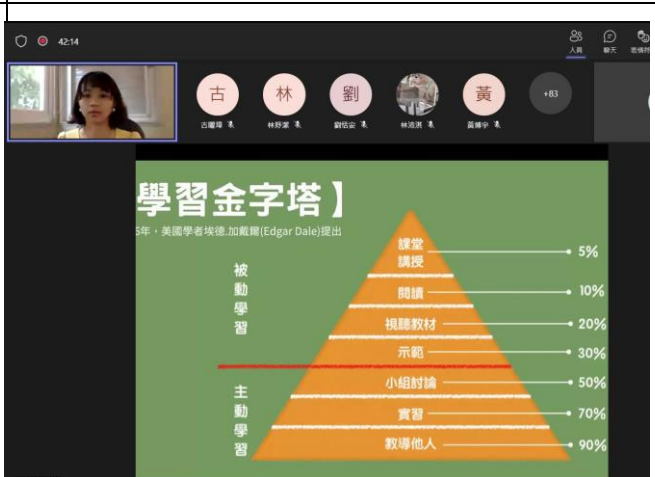 42:14
人員
聊天
古
林
劉
黃
+83
學習金字塔】
5年，美國學者埃德.加戴爾(Edgar Dale)提出
被動學習
課堂講授
5%
閱讀
10%
視聽教材
20%
示範
30%
主動學習
小組討論
50%
實習
70%
教導他人
90%